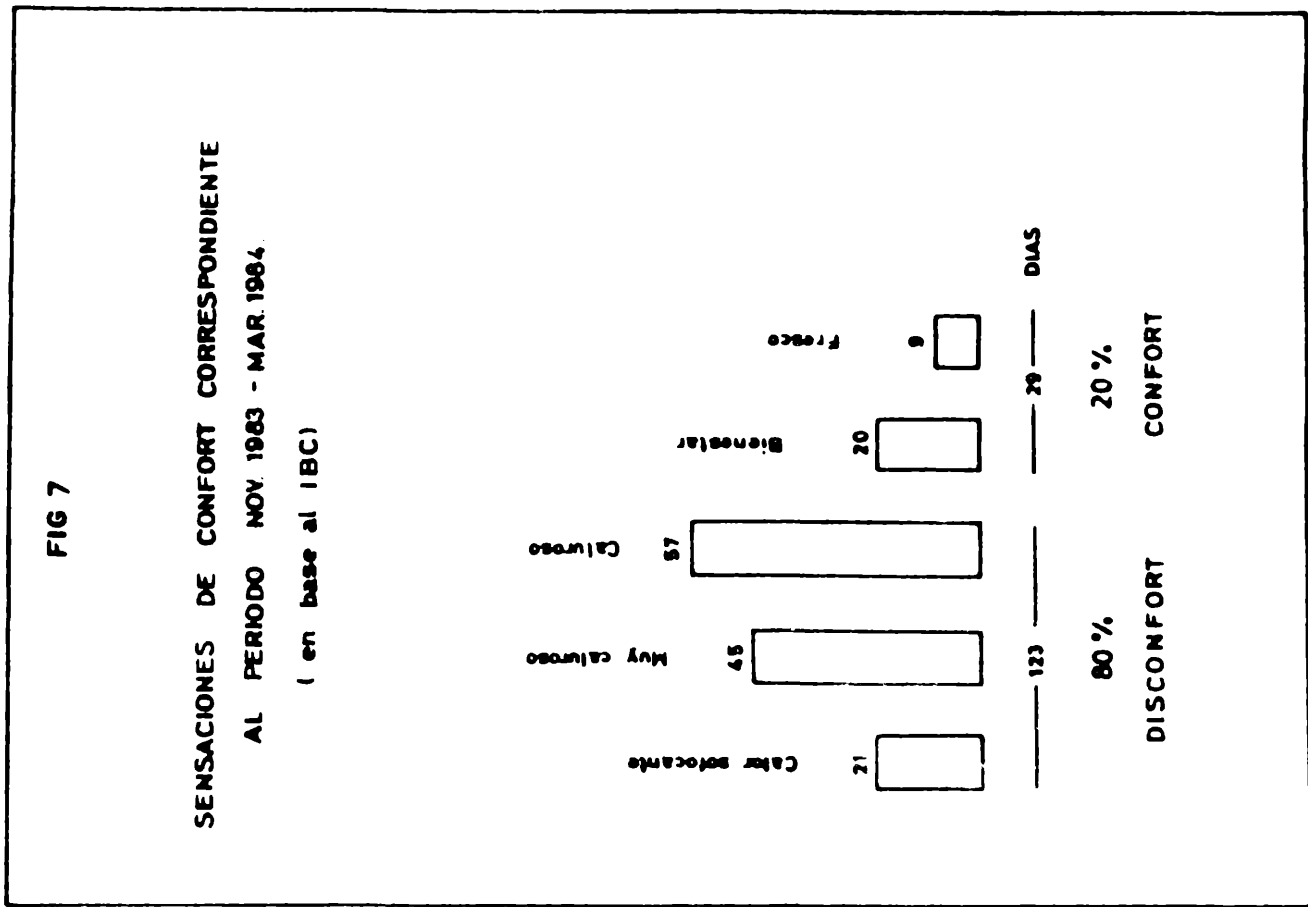 FIG 7
SENSACIONES DE CONFORT CORRESPONDIENTE
AL PERIODO NOV. 1983 - MAR. 1984.
( en base al IBC)
Calor sofocante
21
Muy caluroso
45
Caluroso
57
Bienestar
20
Fresco
9
123
29
DIAS
80 %
20 %
DISCONFORT
CONFORT